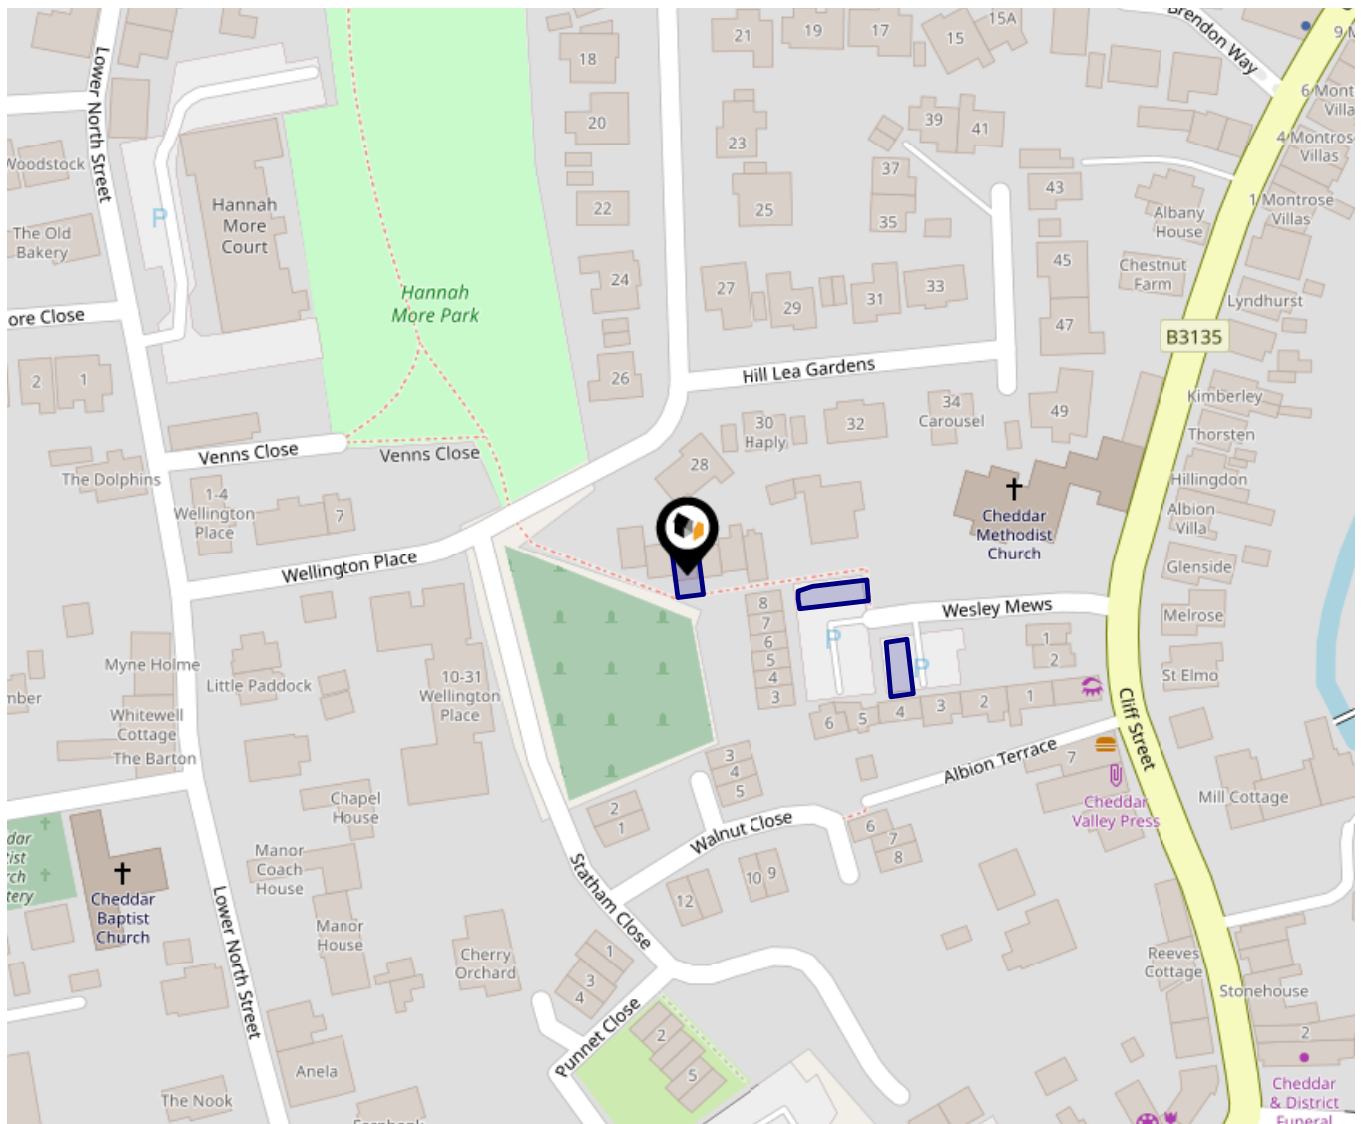 Brendon Way
15A
21
19
17
15
9 M
18
Lower North Street
6 Mont
Villa
20
39
41
23
4 Montros
Villas
Woodstock
37
43
Hannah
More
Court
22
25
35
1 Montrose
Villas
Albany
House
P
The Old
Bakery
45
Chestnut
Farm
24
27
33
31
29
Hannah
More Park
Lyndhurst
ore Close
47
B3135
2
1
26
Hill Lea Gardens
Kimberley
34
Carousel
49
30
Haply
32
Thorsten
Venns Close
Venns Close
28
The Dolphins
Hillingdon
1-4
Wellington
Place
7
Cheddar
Methodist
Church
Albion
Villa
Wellington Place
Glenside
8
7
6
5
4
3
Wesley Mews
Melrose
P
P
1
2
Myne Holme
Little Paddock
10-31
Wellington
Place
St Elmo
mber
Whitewell
Cottage
The Barton
6
5
4
3
2
1
Cliff Street
3
4
5
Albion Terrace
7
Chapel
House
2
1
Cheddar
Valley Press
Mill Cottage
Walnut Close
6
7
8
dar
tist
rch
tery
Manor
Coach
House
Statham Close
10
9
12
Cheddar
Baptist
Church
Lower North Street
Manor
House
Cherry
Orchard
1
3
4
Reeves
Cottage
Stonehouse
Punnet Close
2
5
2
Anela
The Nook
Cheddar
& District
Funeral